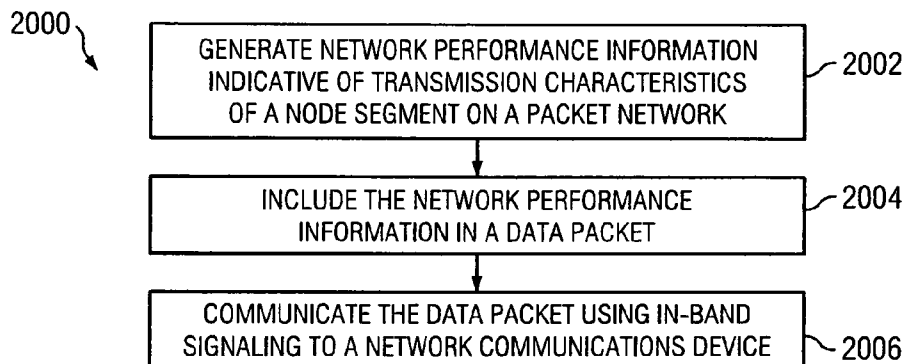 2000
GENERATE NETWORK PERFORMANCE INFORMATION
INDICATIVE OF TRANSMISSION CHARACTERISTICS
OF A NODE SEGMENT ON A PACKET NETWORK
2002
INCLUDE THE NETWORK PERFORMANCE
INFORMATION IN A DATA PACKET
2004
COMMUNICATE THE DATA PACKET USING IN-BAND
SIGNALING TO A NETWORK COMMUNICATIONS DEVICE
2006